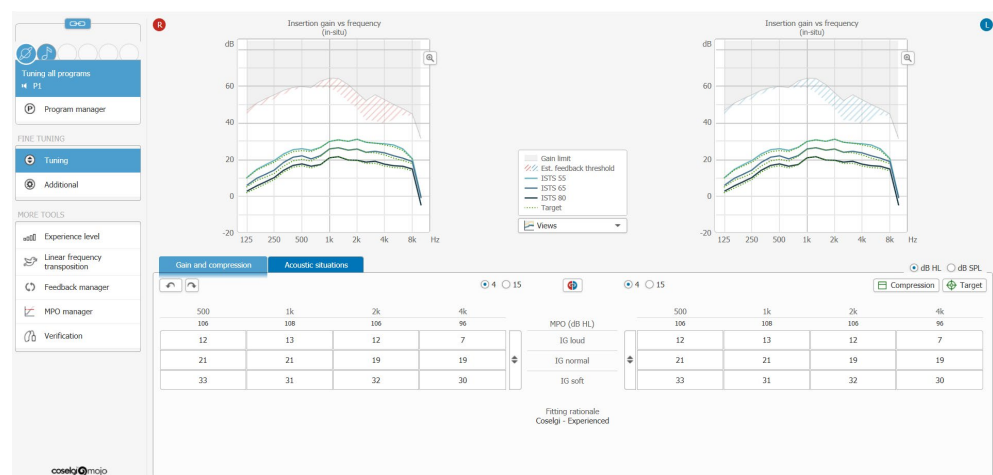 R
Insertion gain vs frequency
(in-situ)
Insertion gain vs frequency
(in-situ)
L
dB
60
40
20
0
-20
125 250 500 1k 2k 4k 8k Hz
dB
60
40
20
0
-20
125 250 500 1k 2k 4k 8k Hz
Gain limit
Est. feedback threshold
ISTS 55
ISTS 65
ISTS 80
Target
Views
Tuning all programs
P1
P Program manager
FINE TUNING
Tuning
Additional
MORE TOOLS
Experience level
Linear frequency
transposition
Feedback manager
MPO manager
Verification
coselgi mojo
Gain and compression Acoustic situations
dB HL dB SPL
4 15 4 15
Compression Target
500 1k 2k 4k 500 1k 2k 4k
106 108 106 96 MPO (dB HL) 106 108 106 96
12 13 12 7 IG loud 12 13 12 7
21 21 19 19 IG normal 21 21 19 19
33 31 32 30 IG soft 33 31 32 30
Fitting rationale
Coselgi - Experienced